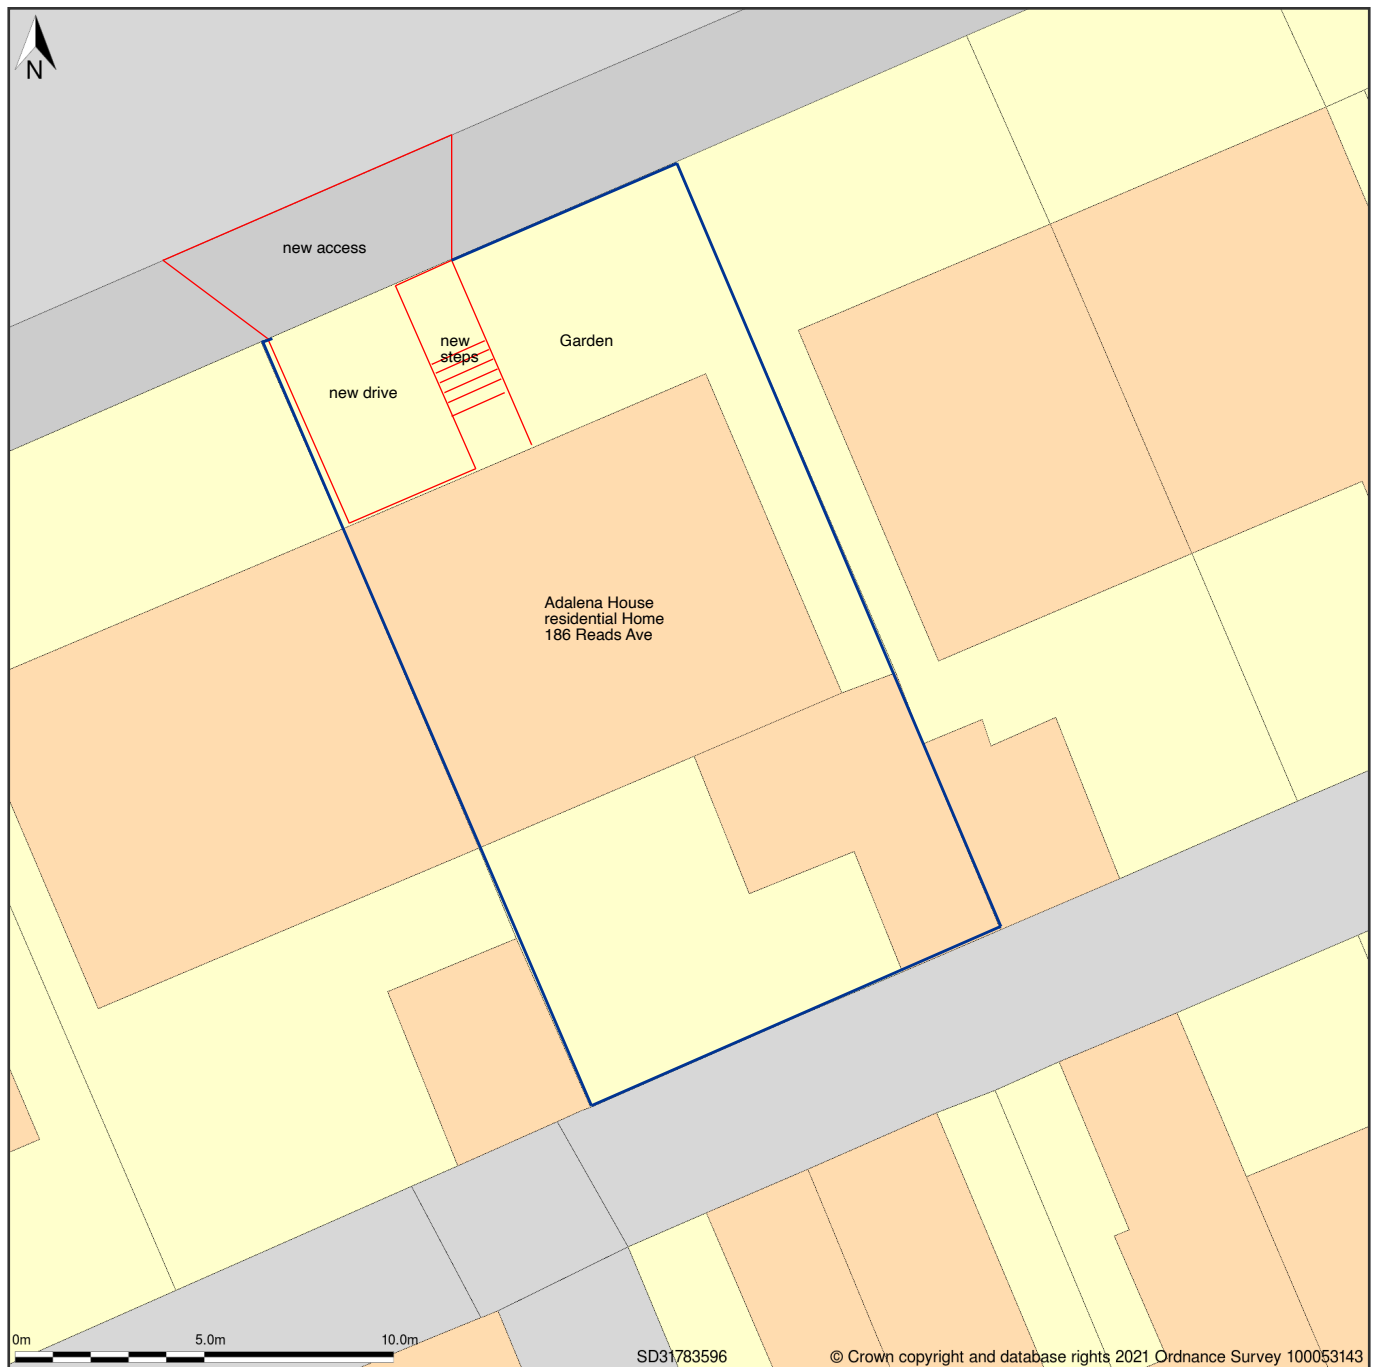 N
new access
new
steps
Garden
new drive
Adalena House
residential Home
186 Reads Ave
0m
5.0m
10.0m
SD31783596
© Crown copyright and database rights 2021 Ordnance Survey 100053143